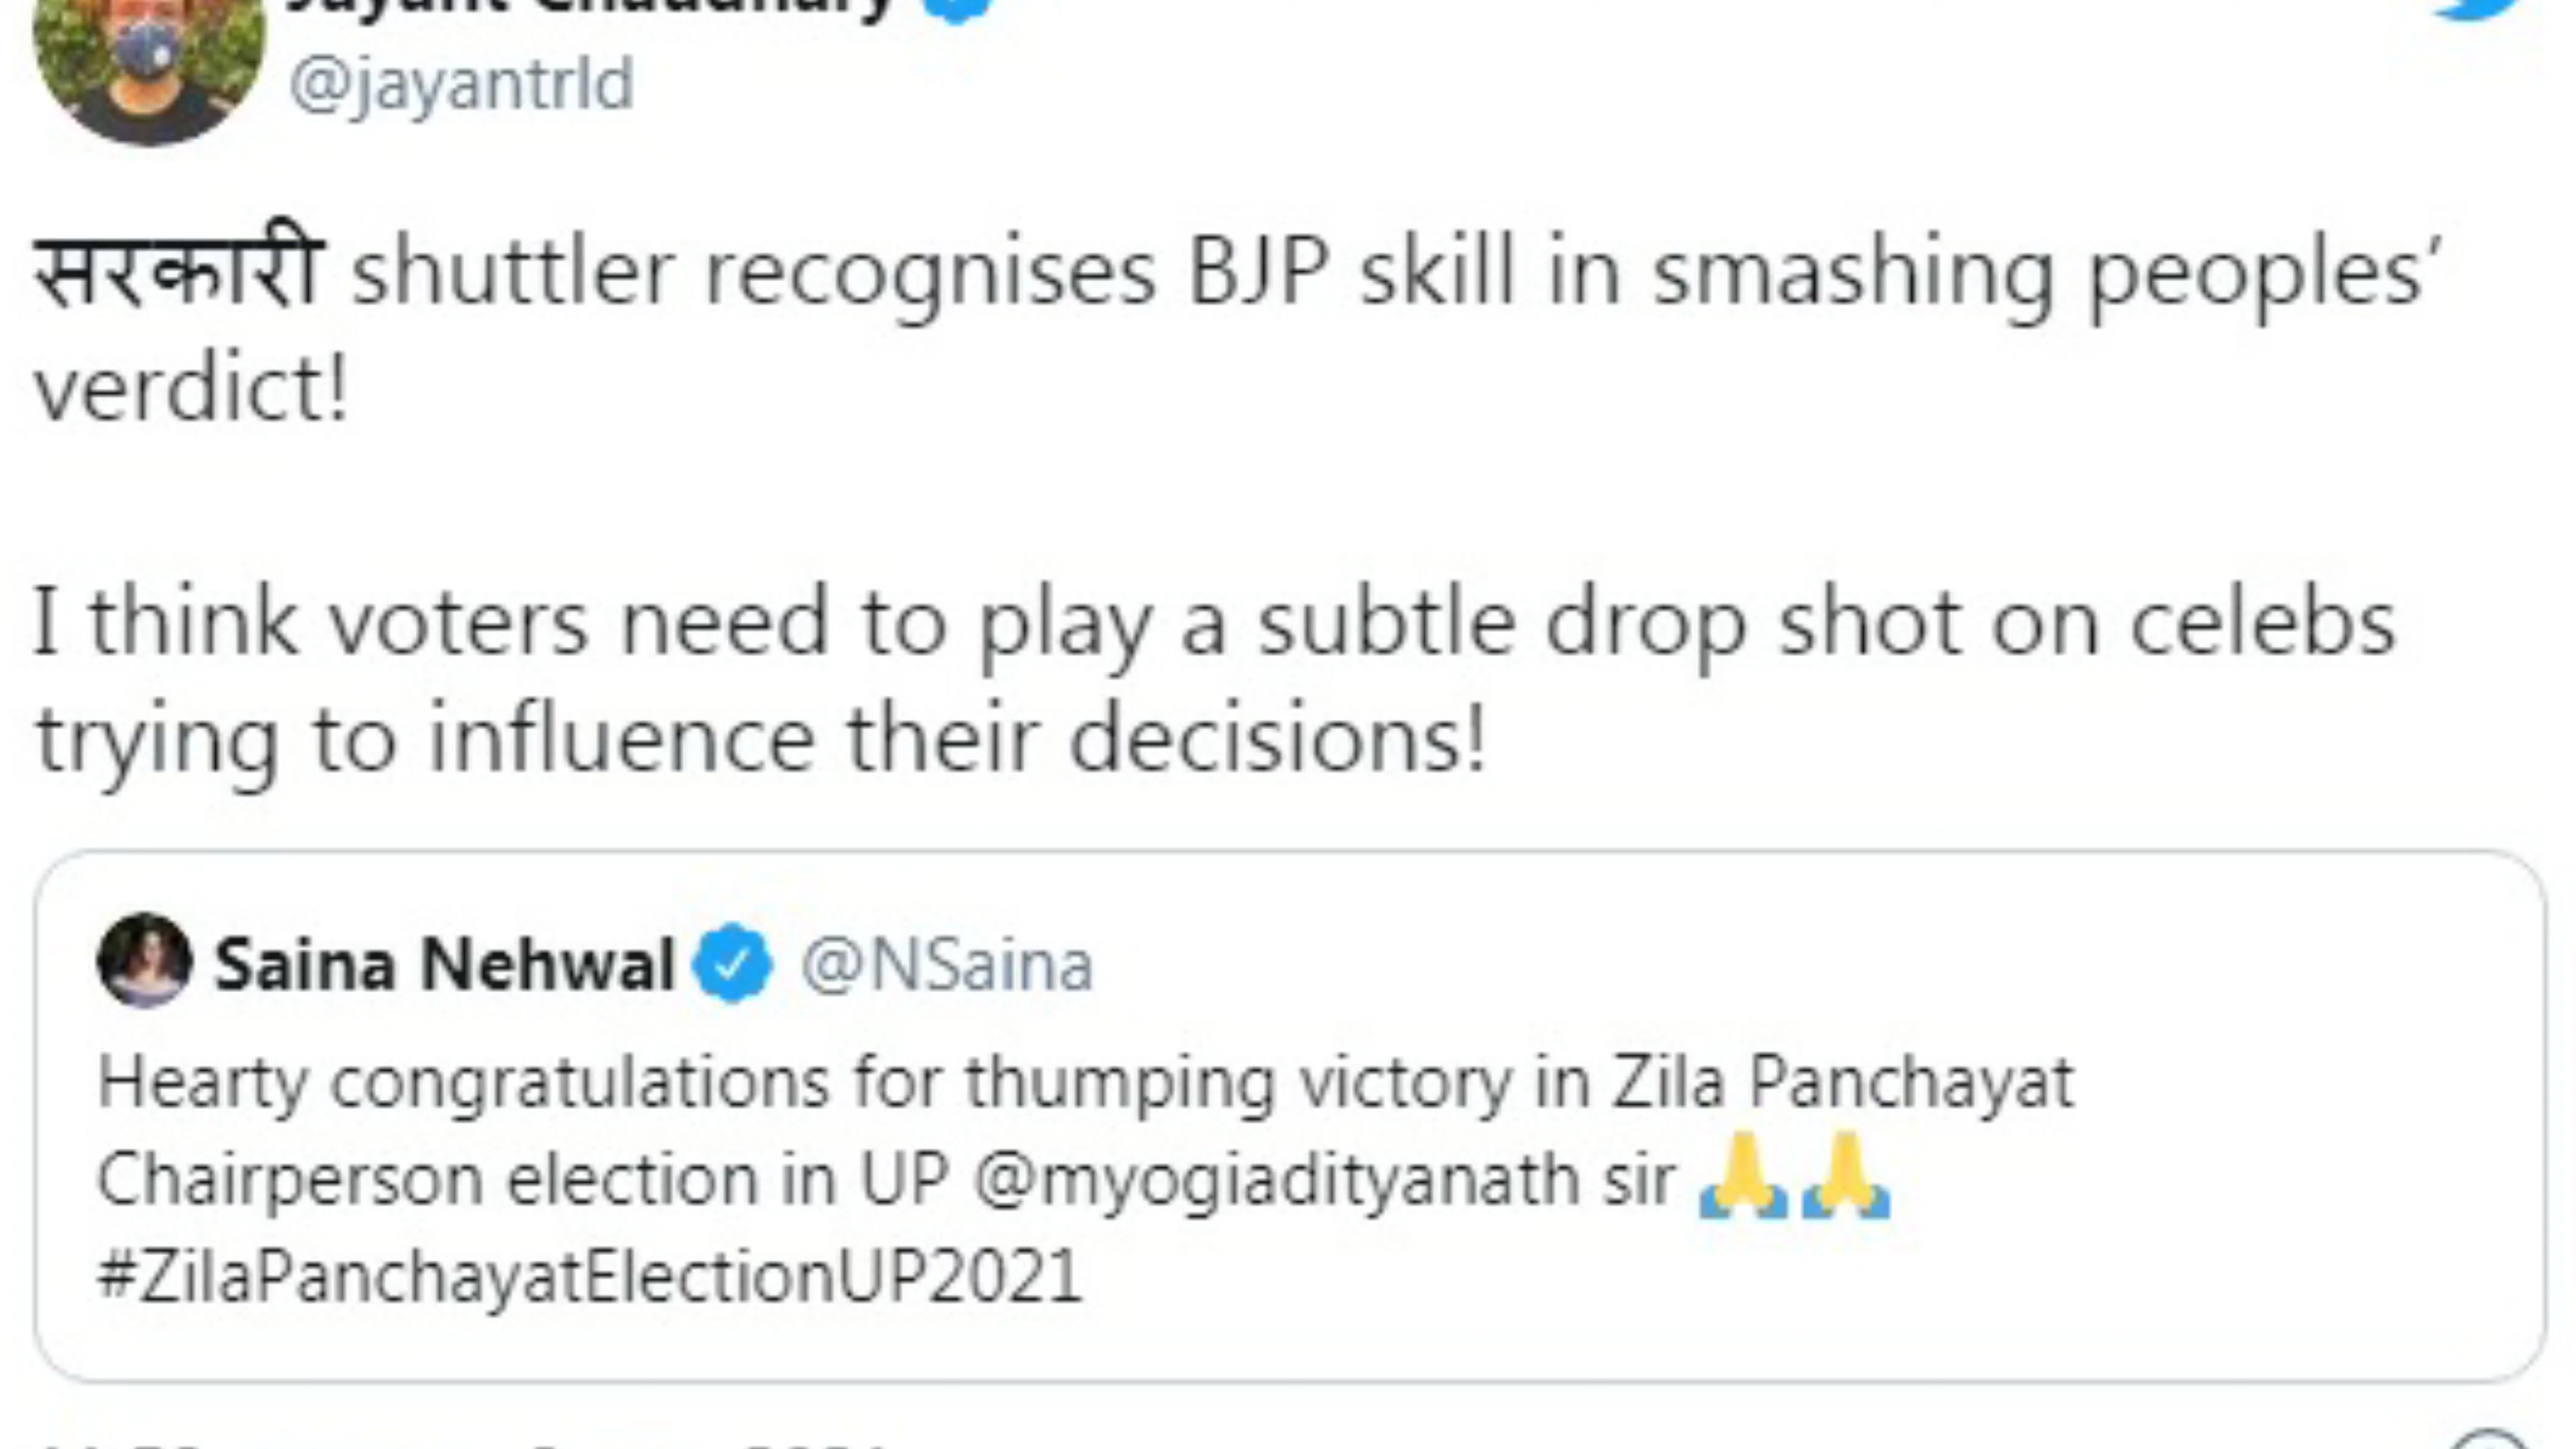 Jayant Chaudhary
@jayantrld
सरकारी shuttler recognises BJP skill in smashing peoples’
verdict!
I think voters need to play a subtle drop shot on celebs
trying to influence their decisions!
Saina Nehwal @NSaina
Hearty congratulations for thumping victory in Zila Panchayat
Chairperson election in UP @myogiadityanath sir 🙏🙏
#ZilaPanchayatElectionUP2021